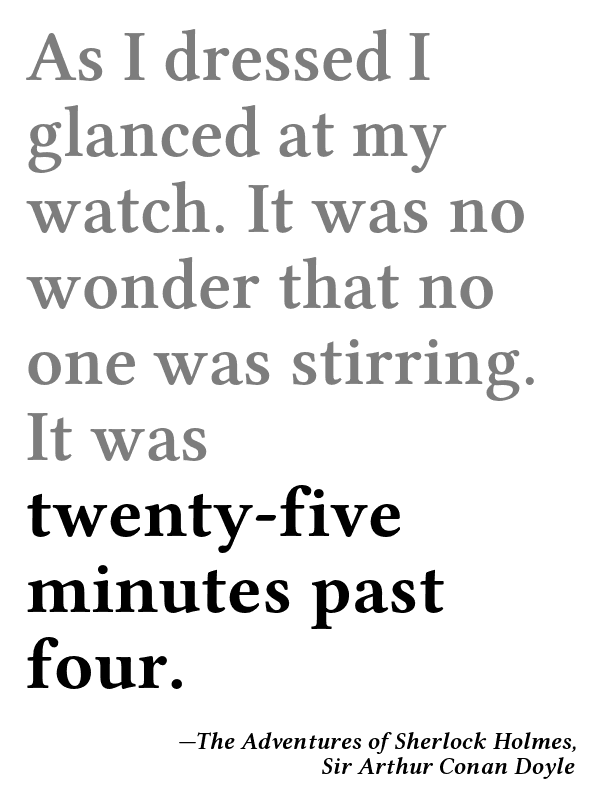 As I dressed I
glanced at my
watch. It was no
wonder that no
one was stirring.
It was
twenty-five
minutes past
four.
—The Adventures of Sherlock Holmes,
Sir Arthur Conan Doyle